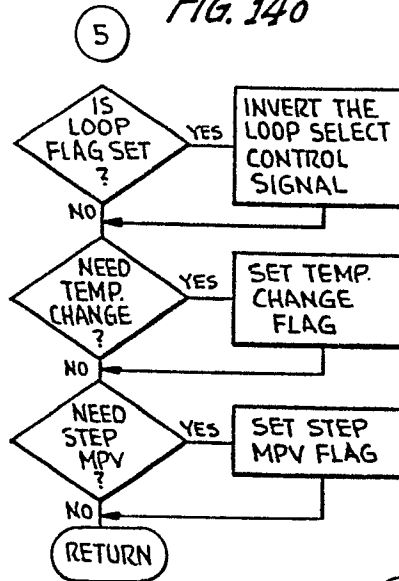 FIG. 14o
5
IS
LOOP
FLAG SET
?
YES
INVERT THE
LOOP SELECT
CONTROL
SIGNAL
NO
NEED
TEMP.
CHANGE
?
YES
SET TEMP.
CHANGE
FLAG
NO
NEED
STEP
MPV
?
YES
SET STEP
MPV FLAG
NO
RETURN